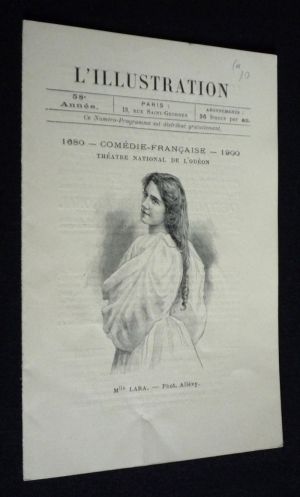 L'ILLUSTRATION
58e Année.
PARIS :
13, RUE SAINT-GEORGES
ABONNEMENTS :
36 francs par an.
Ce Numéro-Programme est distribué gratuitement.
1680 — COMÉDIE-FRANÇAISE — 1900
THÉATRE NATIONAL DE L'ODÉON
Mlle LARA. — Phot. Allévy.